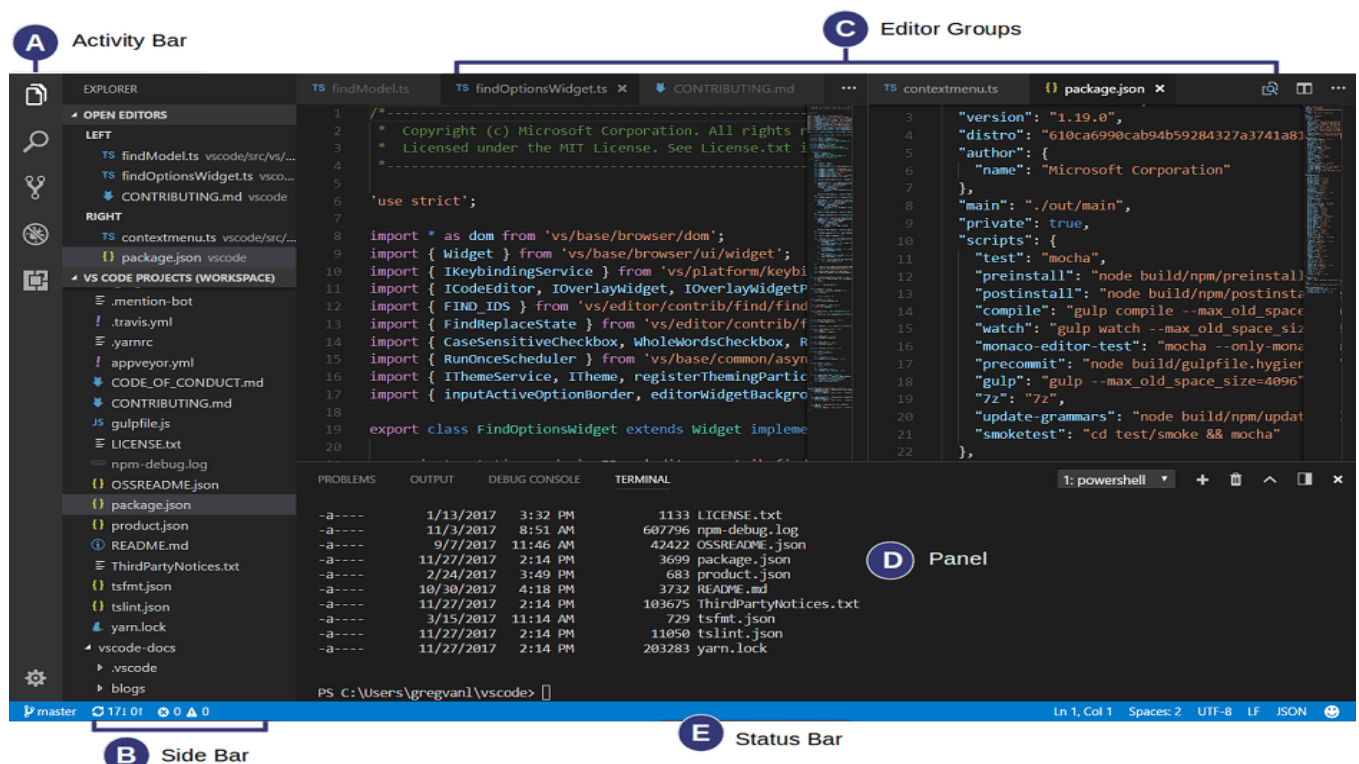 A Activity Bar
C Editor Groups
EXPLORER
OPEN EDITORS
LEFT
TS findModel.ts vscode/src/vs/...
TS findOptionsWidget.ts vsco...
CONTRIBUTING.md vscode
RIGHT
TS contextmenu.ts vscode/src/...
{} package.json vscode
VS CODE PROJECTS (WORKSPACE)
.mention-bot
! .travis.yml
.yarnrc
! appveyor.yml
CODE_OF_CONDUCT.md
CONTRIBUTING.md
JS gulpfile.js
LICENSE.txt
npm-debug.log
{} OSSREADME.json
{} package.json
{} product.json
README.md
ThirdPartyNotices.txt
{} tsfmt.json
{} tslint.json
yarn.lock
vscode-docs
.vscode
blogs
TS findModel.ts TS findOptionsWidget.ts × CONTRIBUTING.md ...
1 /*---------------------------------------------------------
2 * Copyright (c) Microsoft Corporation. All rights r
3 * Licensed under the MIT License. See License.txt i
4 *---------------------------------------------------------
5
6 'use strict';
7
8 import * as dom from 'vs/base/browser/dom';
9 import { Widget } from 'vs/base/browser/ui/widget';
10 import { IKeybindingService } from 'vs/platform/keybi
11 import { ICodeEditor, IOverlayWidget, IOverlayWidgetP
12 import { FIND_IDS } from 'vs/editor/contrib/find/find
13 import { FindReplaceState } from 'vs/editor/contrib/f
14 import { CaseSensitiveCheckbox, WholeWordsCheckbox, R
15 import { RunOnceScheduler } from 'vs/base/common/asyn
16 import { IThemeService, ITheme, registerThemingPartic
17 import { inputActiveOptionBorder, editorWidgetBackgro
18
19 export class FindOptionsWidget extends Widget impleme
20
TS contextmenu.ts {} package.json × ...
3 "version": "1.19.0",
4 "distro": "610ca6990cab94b59284327a3741a81
5 "author": {
6 "name": "Microsoft Corporation"
7 },
8 "main": "./out/main",
9 "private": true,
10 "scripts": {
11 "test": "mocha",
12 "preinstall": "node build/npm/preinstall
13 "postinstall": "node build/npm/postinsta
14 "compile": "gulp compile --max_old_space
15 "watch": "gulp watch --max_old_space_siz
16 "monaco-editor-test": "mocha --only-mona
17 "precommit": "node build/gulpfile.hygien
18 "gulp": "gulp --max_old_space_size=4096"
19 "7z": "7z",
20 "update-grammars": "node build/npm/updat
21 "smoketest": "cd test/smoke && mocha"
22 },
PROBLEMS OUTPUT DEBUG CONSOLE TERMINAL 1: powershell
-a---- 1/13/2017 3:32 PM 1133 LICENSE.txt
-a---- 11/3/2017 8:51 AM 607796 npm-debug.log
-a---- 9/7/2017 11:46 AM 42422 OSSREADME.json
-a---- 11/27/2017 2:14 PM 3699 package.json
-a---- 2/24/2017 3:49 PM 683 product.json
-a---- 10/30/2017 4:18 PM 3732 README.md
-a---- 11/27/2017 2:14 PM 103675 ThirdPartyNotices.txt
-a---- 3/15/2017 11:14 AM 729 tsfmt.json
-a---- 11/27/2017 2:14 PM 11050 tslint.json
-a---- 11/27/2017 2:14 PM 203283 yarn.lock
PS C:\Users\gregvanl\vscode>
D Panel
master 17↓ 0↑ 0 0 Ln 1, Col 1 Spaces: 2 UTF-8 LF JSON
B Side Bar
E Status Bar